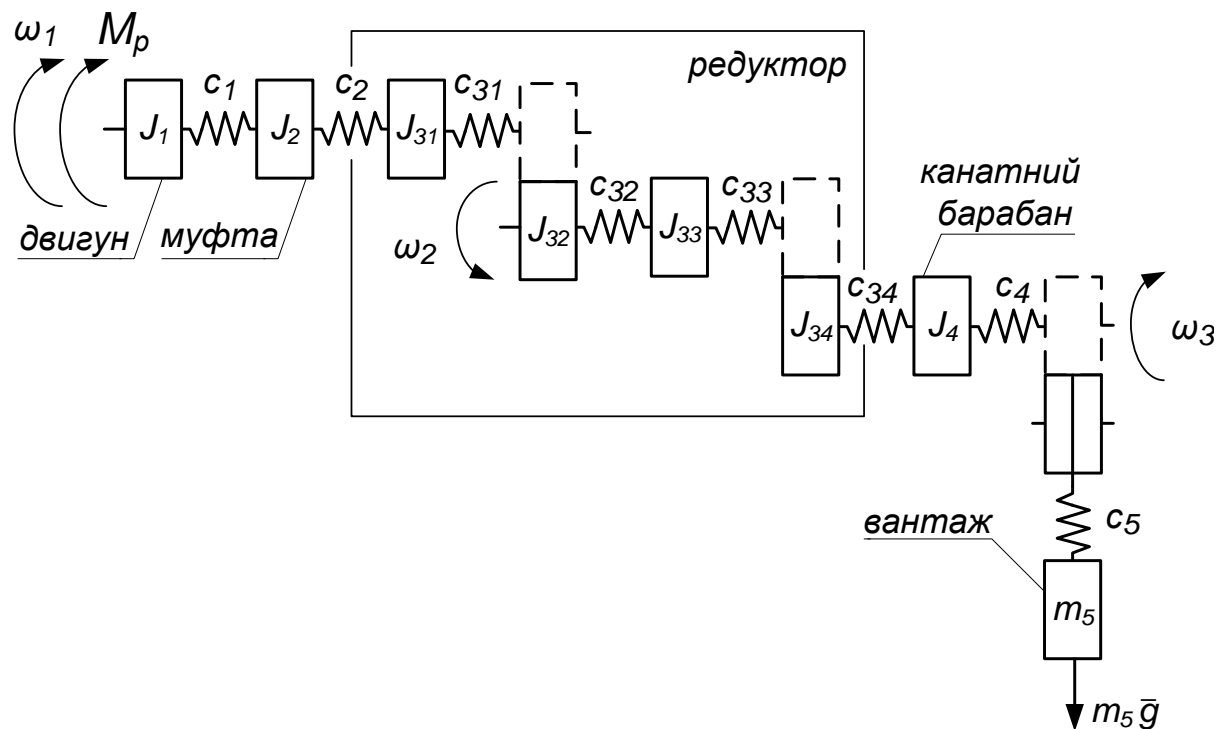 ω1 Mp
редуктор
c1 c2 c31
J1 J2 J31
двигун муфта
ω2
c32 c33
J32 J33
канатний
барабан
c34 c4
J34 J4
ω3
c5
вантаж
m5
m5 g̅